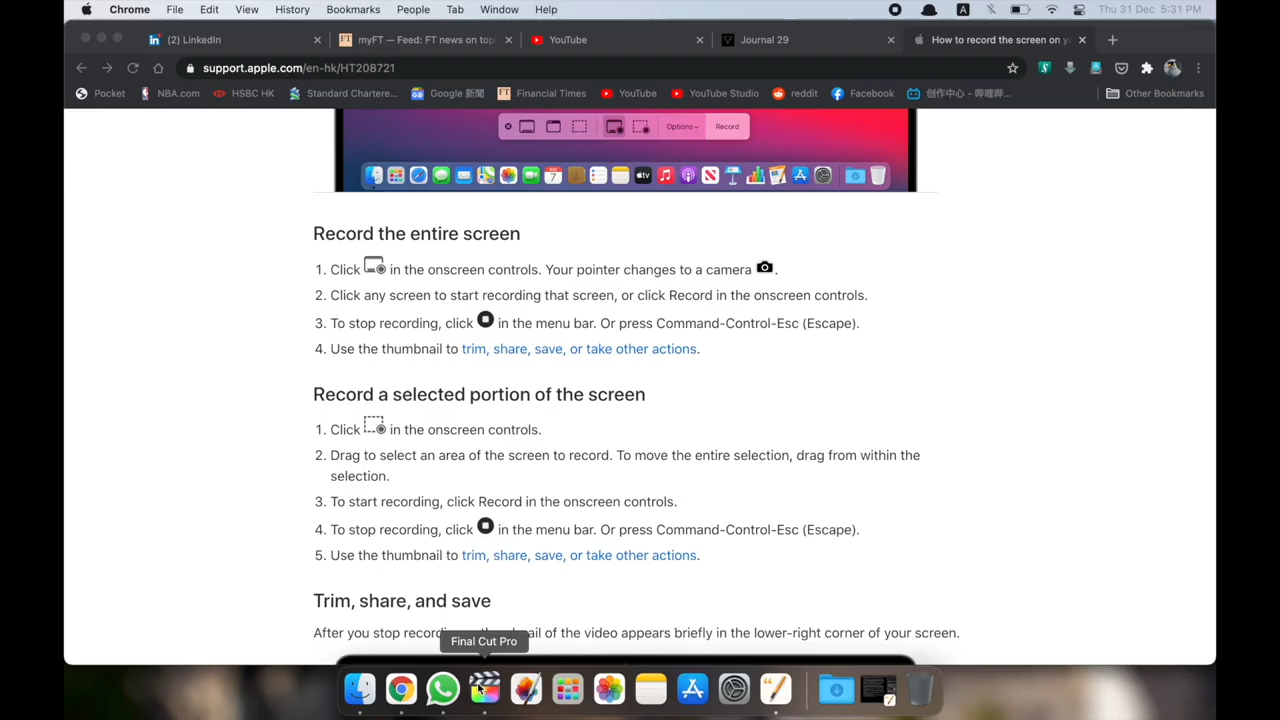 Chrome File Edit View History Bookmarks People Tab Window Help A Thu 31 Dec 5:31 PM
(2) LinkedIn myFT — Feed: FT news on topi YouTube Journal 29 How to record the screen on yo
support.apple.com/en-hk/HT208721
Pocket NBA.com HSBC HK Standard Chartere... Google 新聞 Financial Times YouTube YouTube Studio reddit Facebook 创作中心 - 哔哩哔... Other Bookmarks
Options Record
Record the entire screen
1. Click in the onscreen controls. Your pointer changes to a camera .
2. Click any screen to start recording that screen, or click Record in the onscreen controls.
3. To stop recording, click in the menu bar. Or press Command-Control-Esc (Escape).
4. Use the thumbnail to trim, share, save, or take other actions.
Record a selected portion of the screen
1. Click in the onscreen controls.
2. Drag to select an area of the screen to record. To move the entire selection, drag from within the
selection.
3. To start recording, click Record in the onscreen controls.
4. To stop recording, click in the menu bar. Or press Command-Control-Esc (Escape).
5. Use the thumbnail to trim, share, save, or take other actions.
Trim, share, and save
After you stop recording of the video appears briefly in the lower-right corner of your screen.
Final Cut Pro